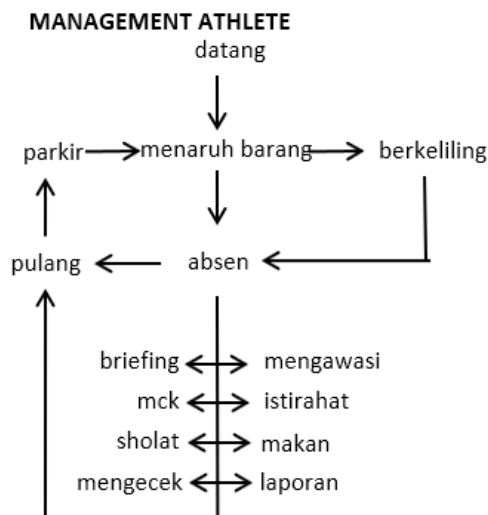 MANAGEMENT ATHLETE
datang
parkir menaruh barang berkeliling
pulang absen
briefing mengawasi
mck istirahat
sholat makan
mengecek laporan